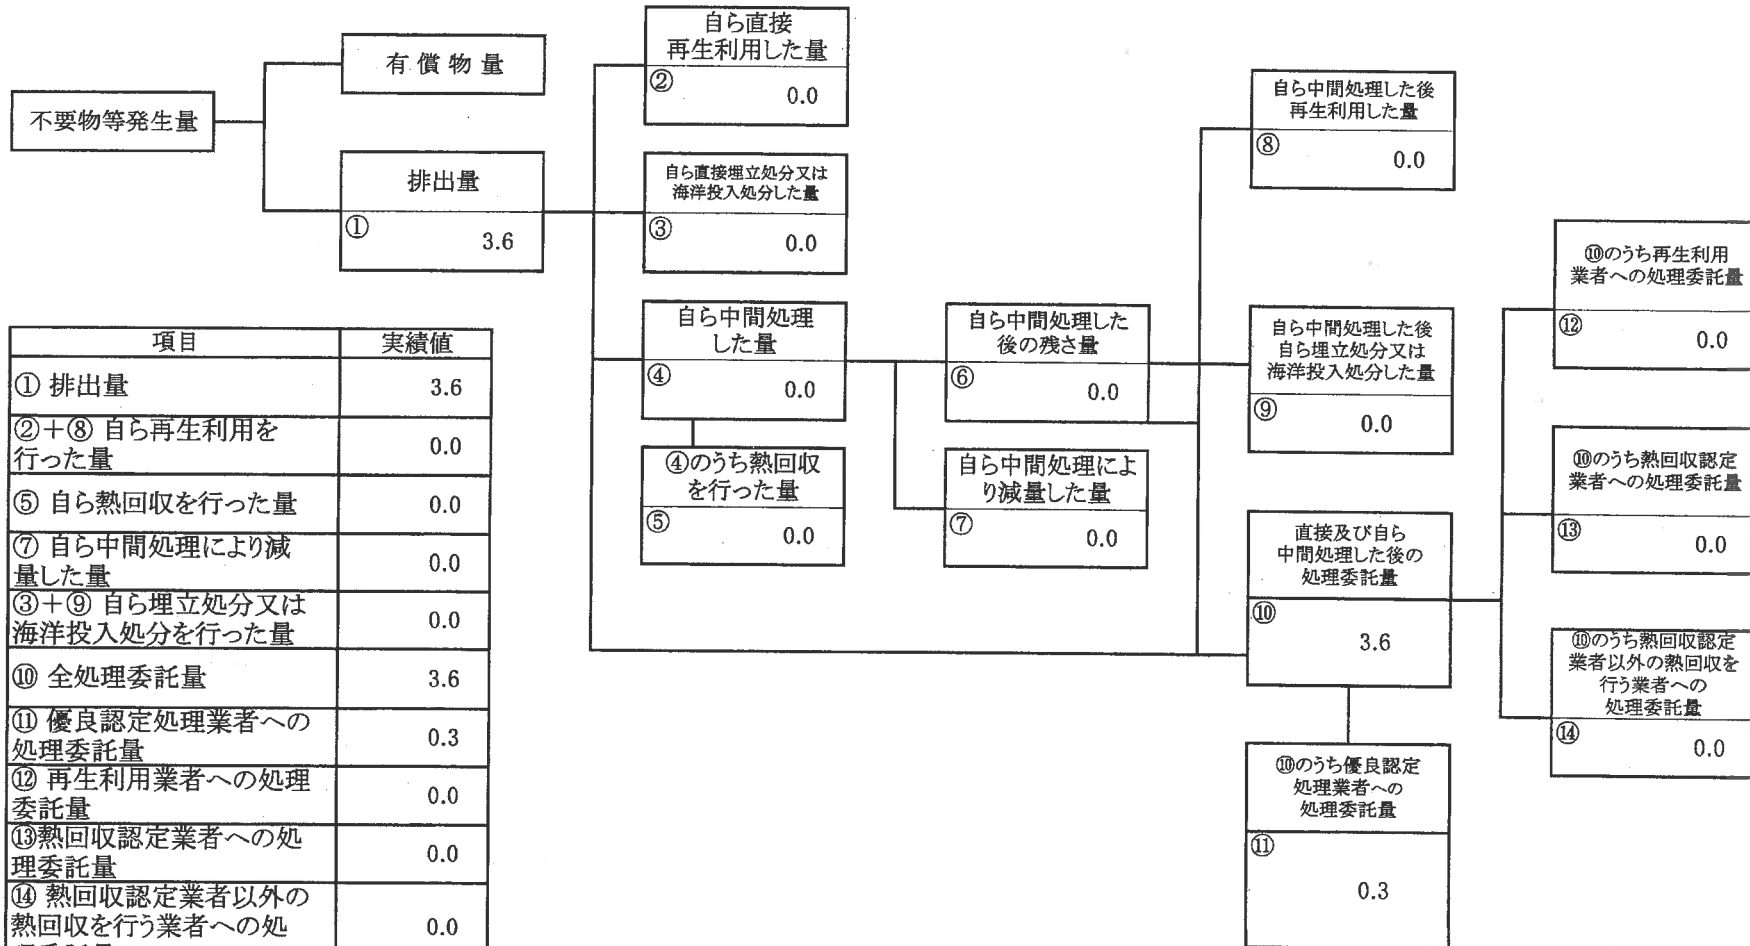 不要物等発生量
有償物量
排出量
①
3.6
自ら直接
再生利用した量
②
0.0
自ら直接埋立処分又は
海洋投入処分した量
③
0.0
自ら中間処理
した量
④
0.0
④のうち熱回収
を行った量
⑤
0.0
自ら中間処理した
後の残さ量
⑥
0.0
自ら中間処理によ
り減量した量
⑦
0.0
自ら中間処理した後
再生利用した量
⑧
0.0
自ら中間処理した後
自ら埋立処分又は
海洋投入処分した量
⑨
0.0
直接及び自ら
中間処理した後の
処理委託量
⑩
3.6
⑩のうち優良認定
処理業者への
処理委託量
⑪
0.3
⑩のうち再生利用
業者への処理委託量
⑫
0.0
⑩のうち熱回収認定
業者への処理委託量
⑬
0.0
⑩のうち熱回収認定
業者以外の熱回収を
行う業者への
処理委託量
⑭
0.0
項目 実績値
① 排出量 3.6
②+⑧ 自ら再生利用を
行った量 0.0
⑤ 自ら熱回収を行った量 0.0
⑦ 自ら中間処理により減
量した量 0.0
③+⑨ 自ら埋立処分又は
海洋投入処分を行った量 0.0
⑩ 全処理委託量 3.6
⑪ 優良認定処理業者への
処理委託量 0.3
⑫ 再生利用業者への処理
委託量 0.0
⑬熱回収認定業者への処
理委託量 0.0
⑭ 熱回収認定業者以外の
熱回収を行う業者への処 0.0